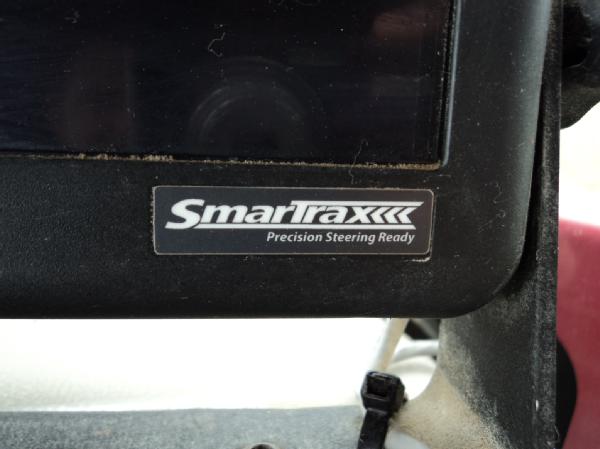 SmarTrax
Precision Steering Ready